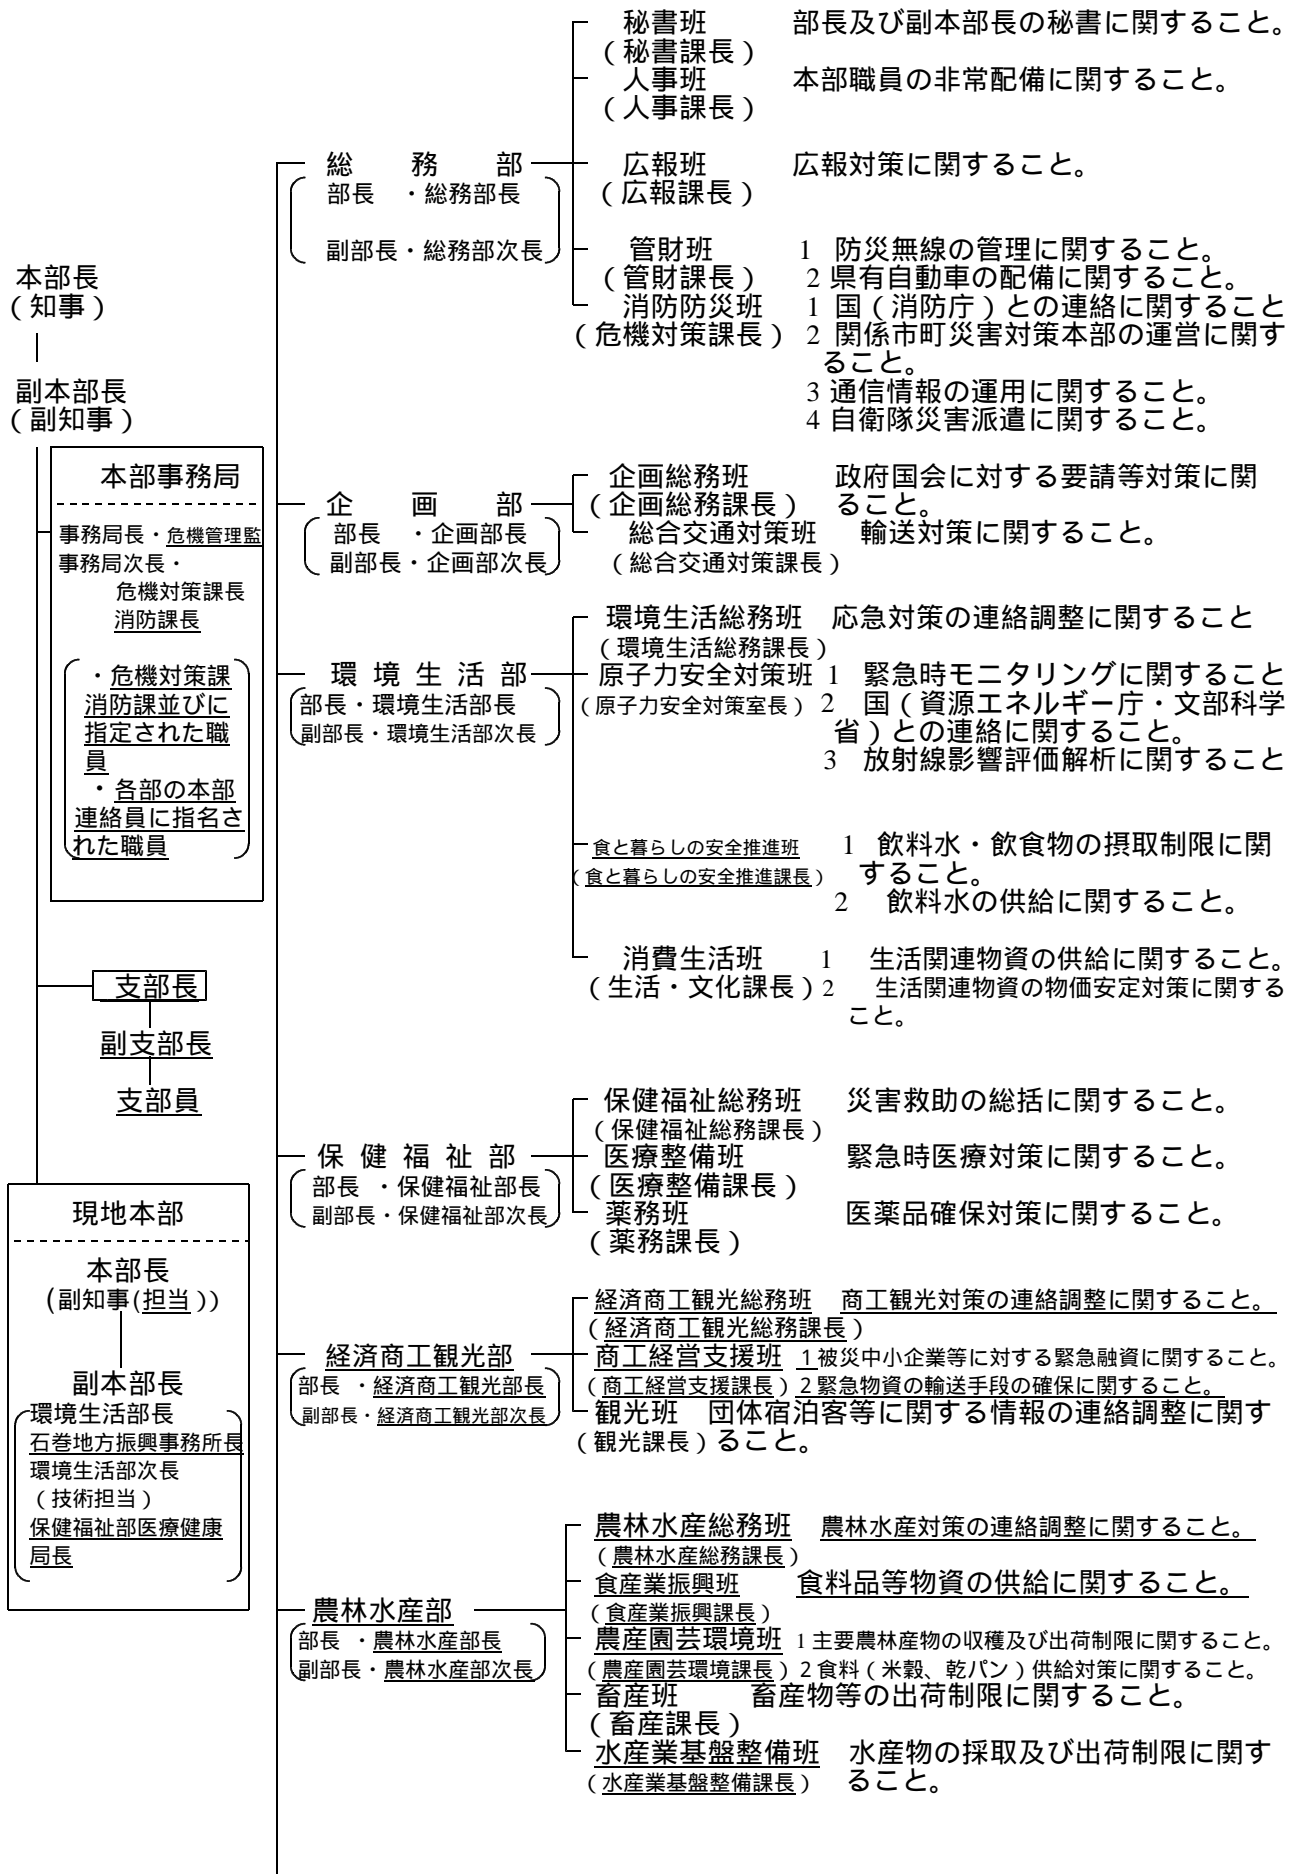 本部長
(知事)
副本部長
(副知事)
本部事務局
事務局長・危機管理監
事務局次長・
危機対策課長
消防課長
・危機対策課
消防課並びに
指定された職
員
・各部の本部
連絡員に指名さ
れた職員
支部長
副支部長
支部員
現地本部
本部長
(副知事(担当))
副本部長
環境生活部長
石巻地方振興事務所長
環境生活部次長
(技術担当)
保健福祉部医療健康
局長
総務部
部長・総務部長
副部長・総務部次長
秘書班 部長及び副本部長の秘書に関すること。
(秘書課長)
人事班 本部職員の非常配備に関すること。
(人事課長)
広報班 広報対策に関すること。
(広報課長)
管財班 1 防災無線の管理に関すること。
(管財課長) 2 県有自動車の配備に関すること。
消防防災班 1 国(消防庁)との連絡に関すること
(危機対策課長) 2 関係市町災害対策本部の運営に関す
ること。
3 通信情報の運用に関すること。
4 自衛隊災害派遣に関すること。
企画部
部長・企画部長
副部長・企画部次長
企画総務班 政府国会に対する要請等対策に関
(企画総務課長) ること。
総合交通対策班 輸送対策に関すること。
(総合交通対策課長)
環境生活部
部長・環境生活部長
副部長・環境生活部次長
環境生活総務班 応急対策の連絡調整に関すること
(環境生活総務課長)
原子力安全対策班 1 緊急時モニタリングに関すること
(原子力安全対策室長) 2 国(資源エネルギー庁・文部科学
省)との連絡に関すること。
3 放射線影響評価解析に関すること
食と暮らしの安全推進班 1 飲料水・飲食物の摂取制限に関
(食と暮らしの安全推進課長) すること。
2 飲料水の供給に関すること。
消費生活班 1 生活関連物資の供給に関すること。
(生活・文化課長) 2 生活関連物資の物価安定対策に関する
こと。
保健福祉部
部長・保健福祉部長
副部長・保健福祉部次長
保健福祉総務班 災害救助の総括に関すること。
(保健福祉総務課長)
医療整備班 緊急時医療対策に関すること。
(医療整備課長)
薬務班 医薬品確保対策に関すること。
(薬務課長)
経済商工観光部
部長・経済商工観光部長
副部長・経済商工観光部次長
経済商工観光総務班 商工観光対策の連絡調整に関すること。
(経済商工観光総務課長)
商工経営支援班 1 被災中小企業等に対する緊急融資に関すること。
(商工経営支援課長) 2 緊急物資の輸送手段の確保に関すること。
観光班 団体宿泊客等に関する情報の連絡調整に関す
(観光課長) ること。
農林水産部
部長・農林水産部長
副部長・農林水産部次長
農林水産総務班 農林水産対策の連絡調整に関すること。
(農林水産総務課長)
食産業振興班 食料品等物資の供給に関すること。
(食産業振興課長)
農産園芸環境班 1 主要農林産物の収穫及び出荷制限に関すること。
(農産園芸環境課長) 2 食料(米穀、乾パン)供給対策に関すること。
畜産班 畜産物等の出荷制限に関すること。
(畜産課長)
水産業基盤整備班 水産物の採取及び出荷制限に関す
(水産業基盤整備課長) ること。